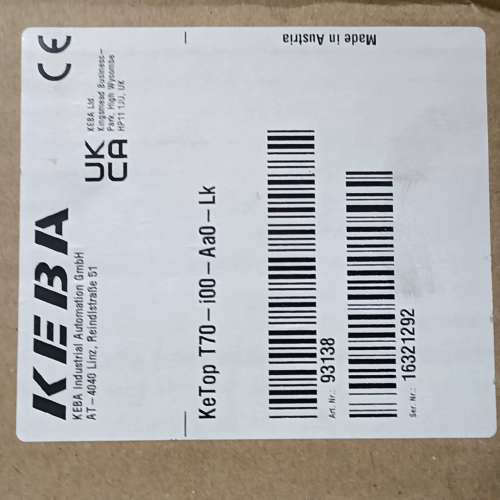 KEBA
KEBA Industrial Automation GmbH
AT-4040 Linz, Reindlstraße 51
UK
CA
KEBA Ltd
Kingsmead Business-
Park, High Wycombe
HP11 1JU, UK
CE
KeTop T70-i00-Aa0-Lk
Made in Austria
Art. Nr.: 93138
Ser. Nr.: 16321292